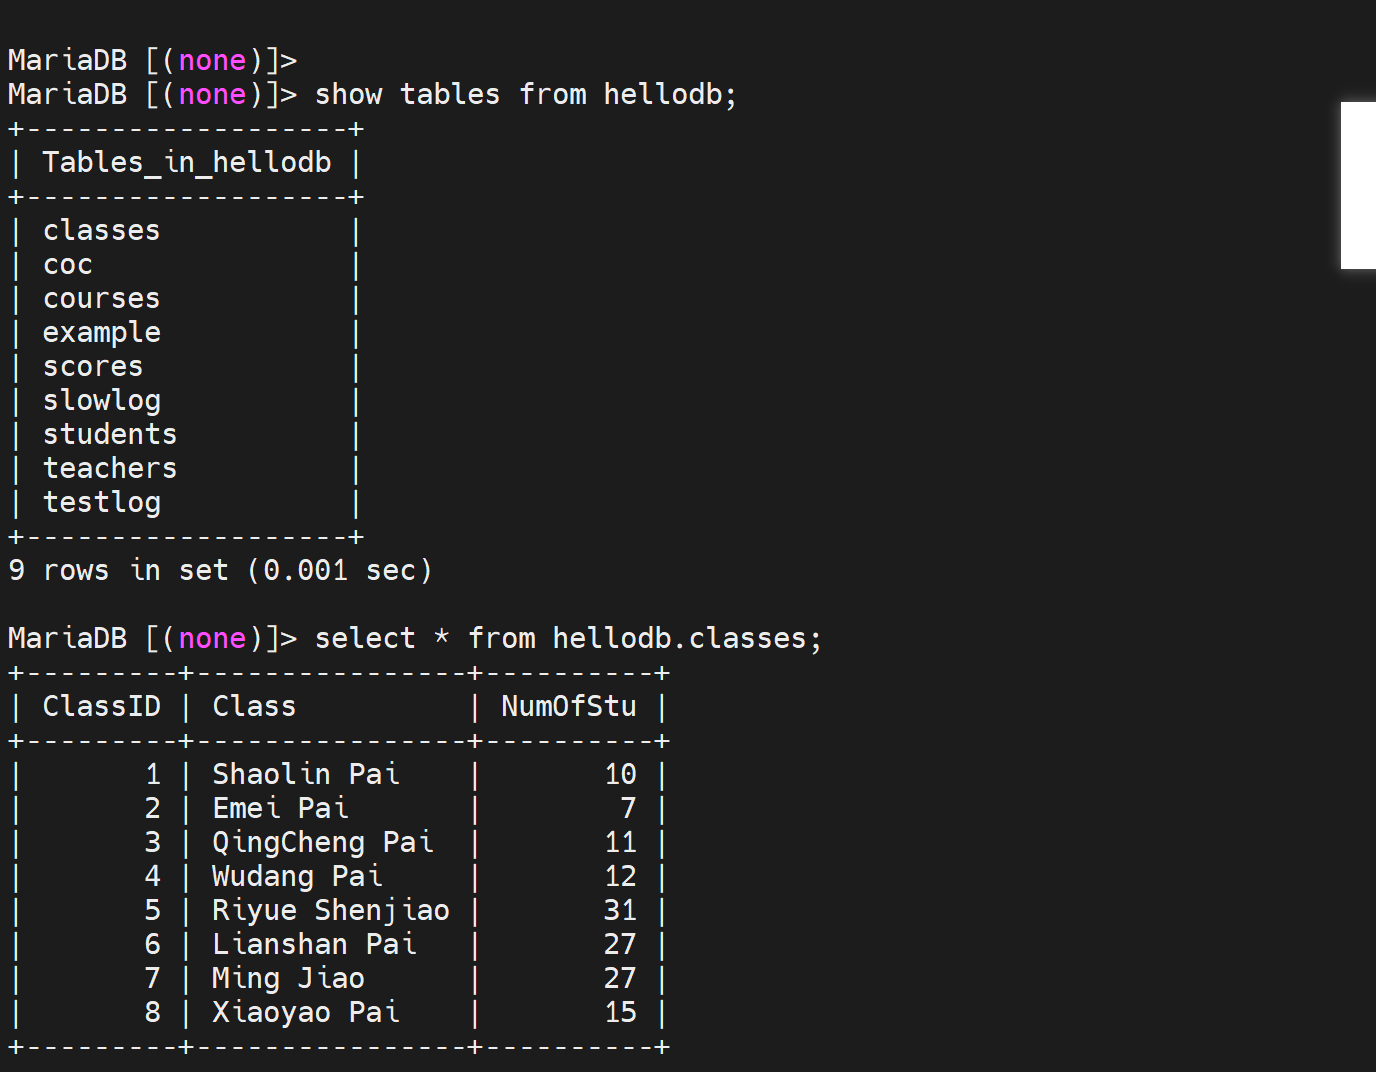 MariaDB [(none)]>
MariaDB [(none)]> show tables from hellodb;
+-------------------+
| Tables_in_hellodb |
+-------------------+
| classes           |
| coc               |
| courses           |
| example           |
| scores            |
| slowlog           |
| students          |
| teachers          |
| testlog           |
+-------------------+
9 rows in set (0.001 sec)
MariaDB [(none)]> select * from hellodb.classes;
+---------+----------------+----------+
| ClassID | Class          | NumOfStu |
+---------+----------------+----------+
|       1 | Shaolin Pai    |       10 |
|       2 | Emei Pai       |        7 |
|       3 | QingCheng Pai  |       11 |
|       4 | Wudang Pai     |       12 |
|       5 | Riyue Shenjiao |       31 |
|       6 | Lianshan Pai   |       27 |
|       7 | Ming Jiao      |       27 |
|       8 | Xiaoyao Pai    |       15 |
+---------+----------------+----------+